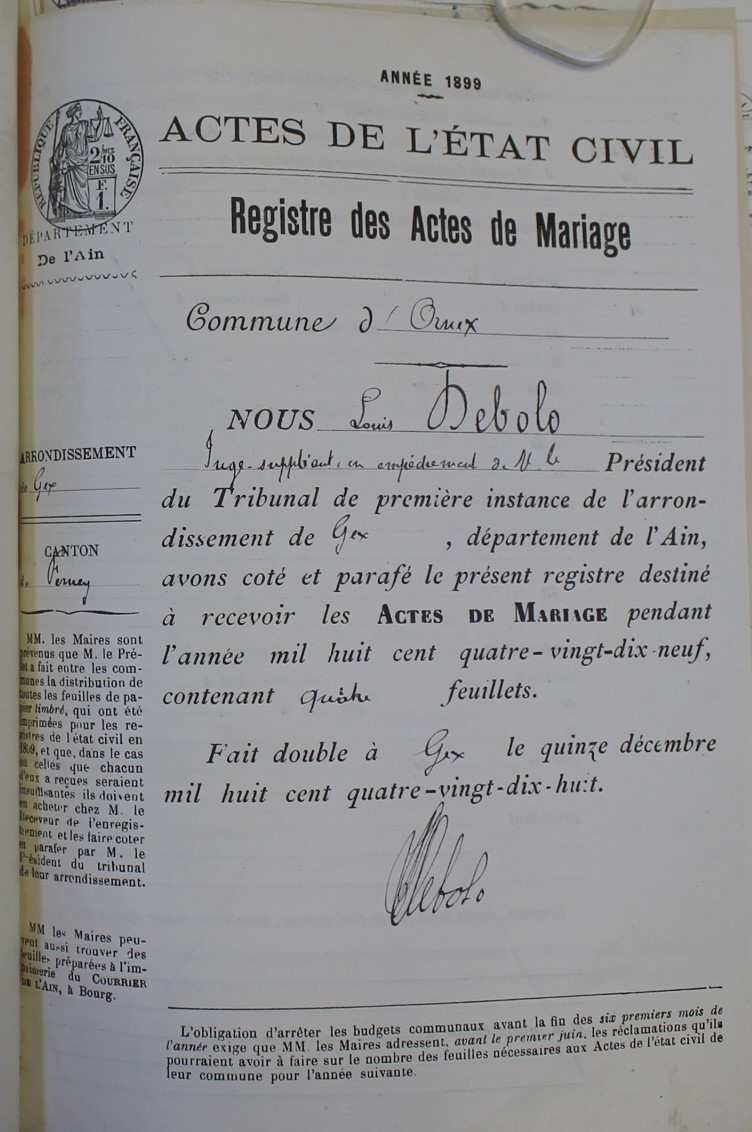 ANNÉE 1899
ACTES DE L'ÉTAT CIVIL
Registre des Actes de Mariage
RÉPUBLIQUE FRANÇAISE
2/10
EN SUS
F.
1.
DÉPARTEMENT
De l'Ain
Commune d'Ornex
NOUS Louis Debolo
Juge-suppléant, en empêchement de M. le Président
du Tribunal de première instance de l'arron-
dissement de Gex, département de l'Ain,
avons coté et parafé le présent registre destiné
à recevoir les ACTES DE MARIAGE pendant
l'année mil huit cent quatre-vingt-dix-neuf,
contenant quatre feuillets.
Fait double à Gex le quinze décembre
mil huit cent quatre-vingt-dix-huit.
Debolo
ARRONDISSEMENT
de Gex
CANTON
de Ferney
MM. les Maires sont
prévenus que M. le Pré-
fet a fait entre les com-
munes la distribution de
toutes les feuilles de pa-
pier timbré, qui ont été
imprimées pour les re-
gistres de l'état civil en
1899, et que, dans le cas
où celles que chacun
d'eux a reçues seraient
insuffisantes ils doivent
en acheter chez M. le
Receveur de l'enregis-
trement et les faire coter
et parafer par M. le
Président du tribunal
de leur arrondissement.
MM les Maires peu-
vent aussi trouver des
feuilles préparées à l'im-
primerie du COURRIER
DE L'AIN, à Bourg.
L'obligation d'arrêter les budgets communaux avant la fin des six premiers mois de
l'année exige que MM. les Maires adressent, avant le premier juin, les réclamations qu'ils
pourraient avoir à faire sur le nombre des feuilles nécessaires aux Actes de l'état civil de
leur commune pour l'année suivante.